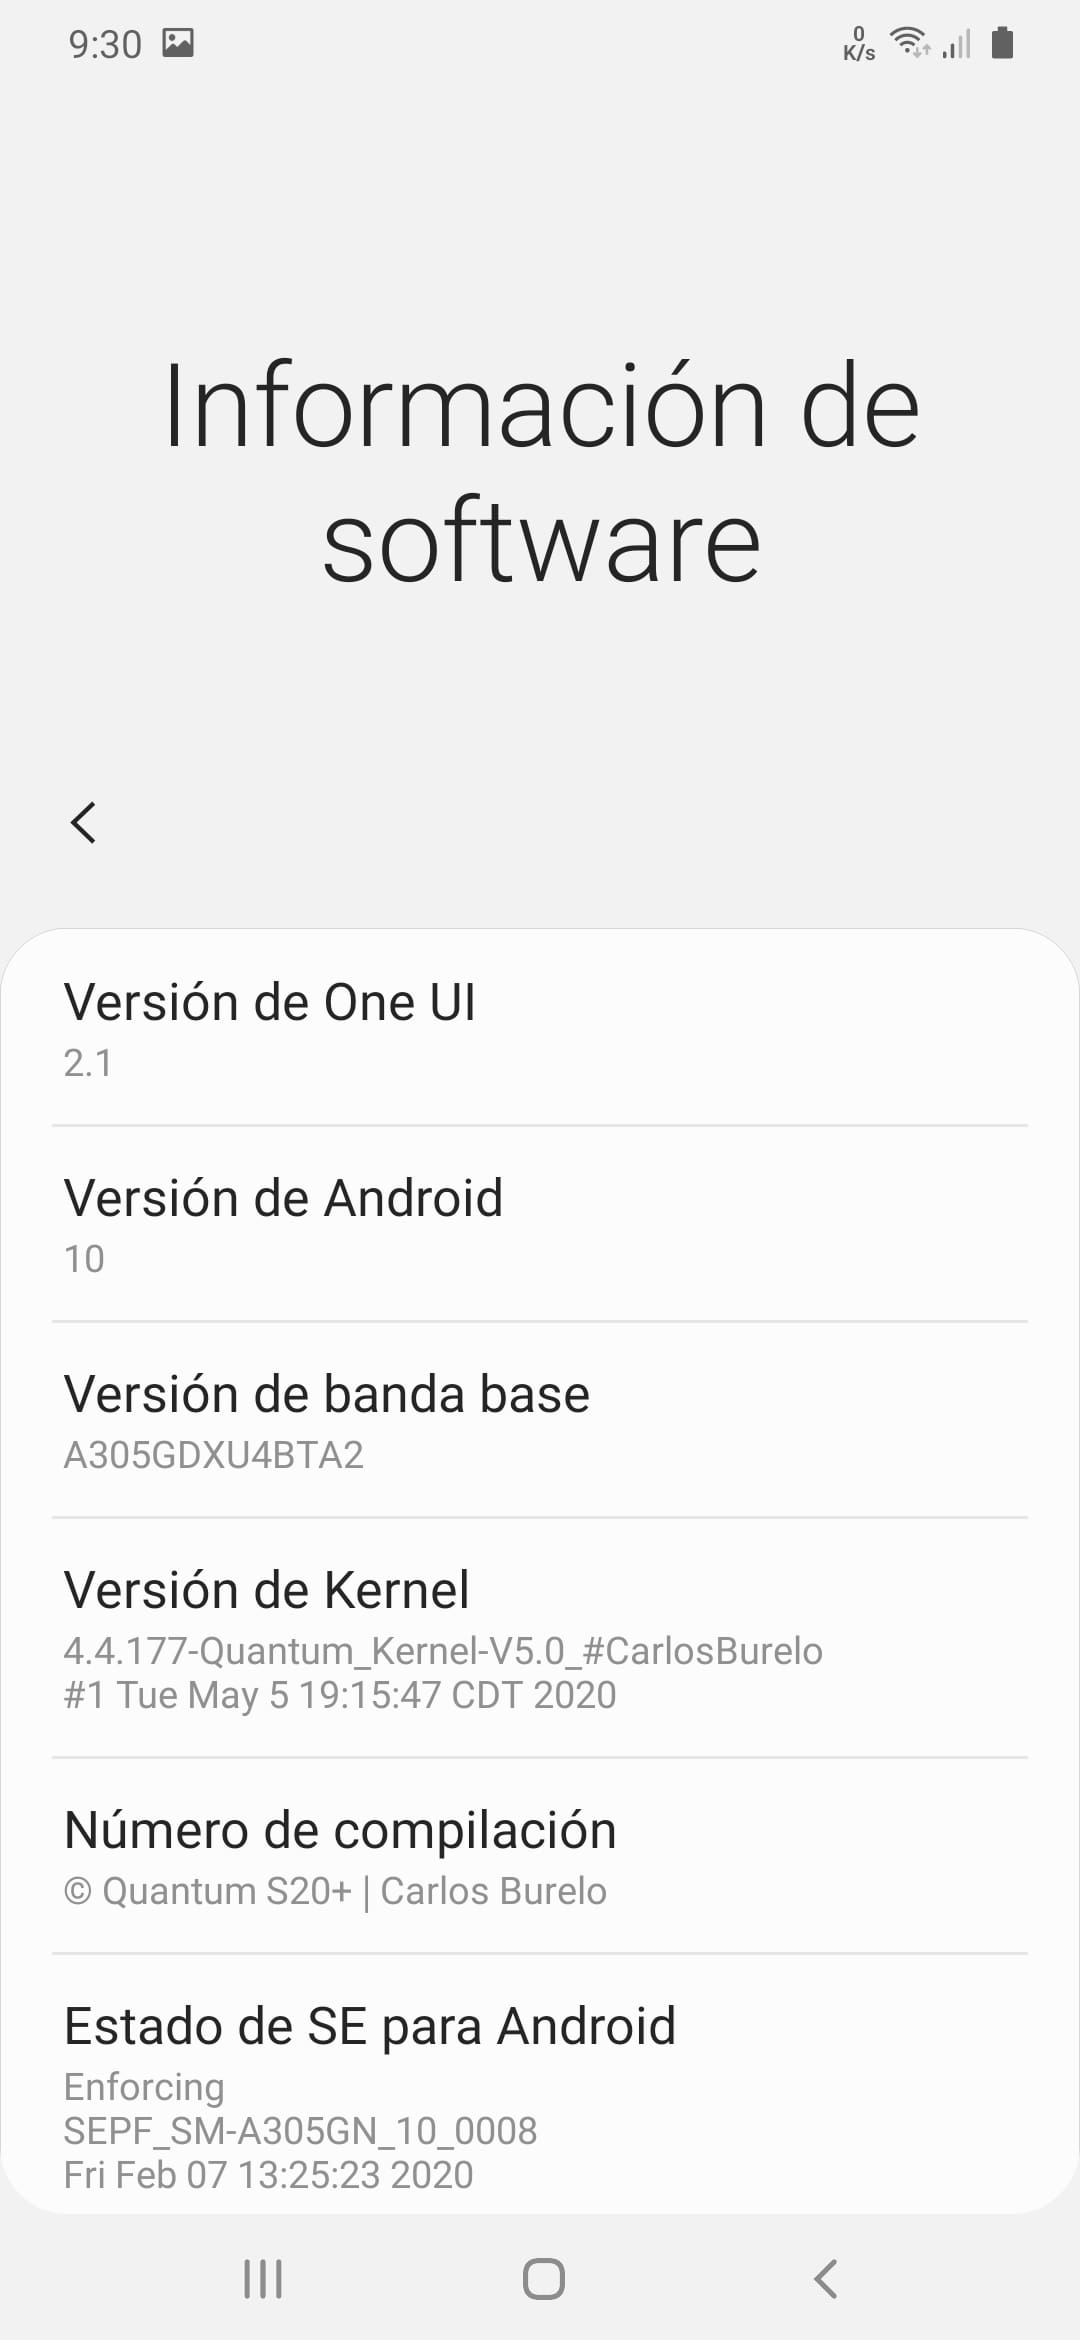 9:30
0
K/s
Información de
software
Versión de One UI
2.1
Versión de Android
10
Versión de banda base
A305GDXU4BTA2
Versión de Kernel
4.4.177-Quantum_Kernel-V5.0_#CarlosBurelo
#1 Tue May 5 19:15:47 CDT 2020
Número de compilación
© Quantum S20+ | Carlos Burelo
Estado de SE para Android
Enforcing
SEPF_SM-A305GN_10_0008
Fri Feb 07 13:25:23 2020